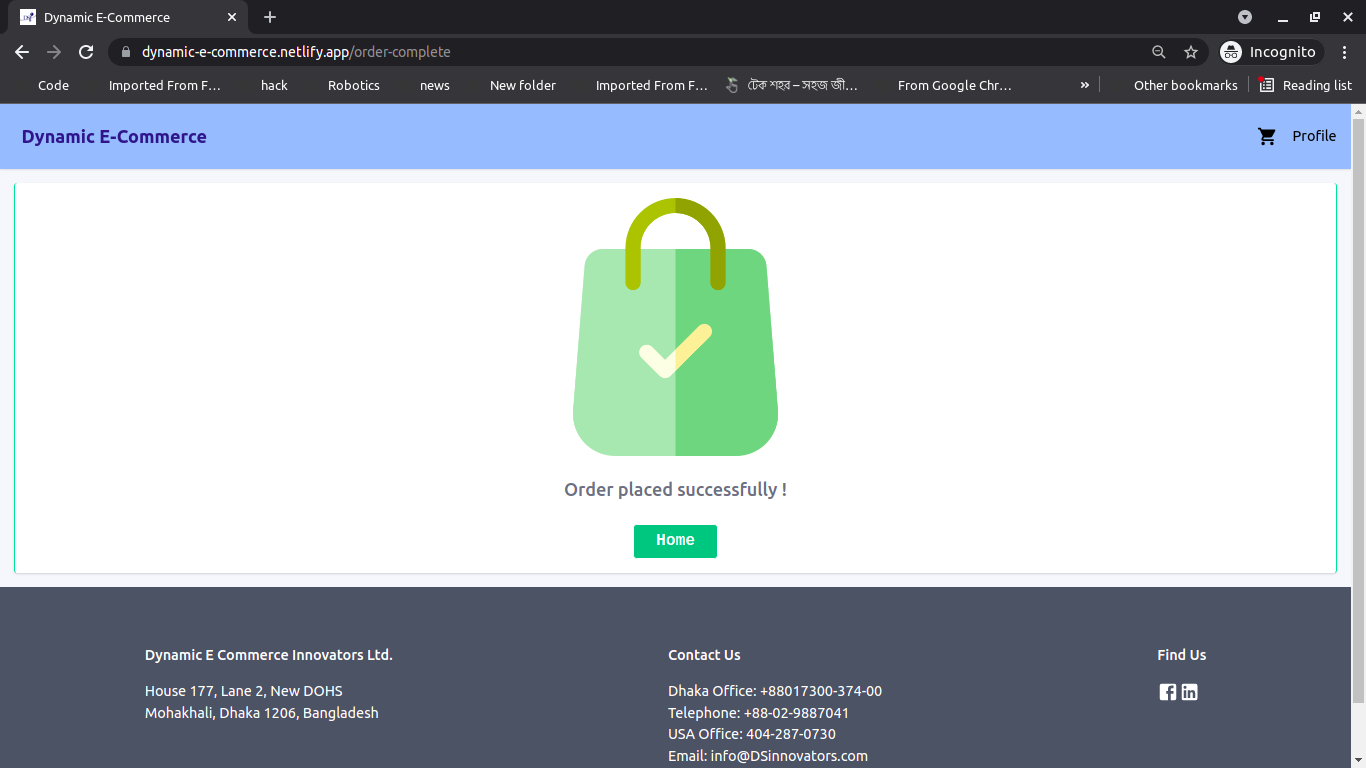 Dynamic E-Commerce
dynamic-e-commerce.netlify.app/order-complete
Incognito
Code
Imported From F...
hack
Robotics
news
New folder
Imported From F...
টেক শহর – সহজ জী...
From Google Chr...
»
Other bookmarks
Reading list
Dynamic E-Commerce
Profile
Order placed successfully !
Home
Dynamic E Commerce Innovators Ltd.
House 177, Lane 2, New DOHS
Mohakhali, Dhaka 1206, Bangladesh
Contact Us
Dhaka Office: +88017300-374-00
Telephone: +88-02-9887041
USA Office: 404-287-0730
Email: info@DSinnovators.com
Find Us